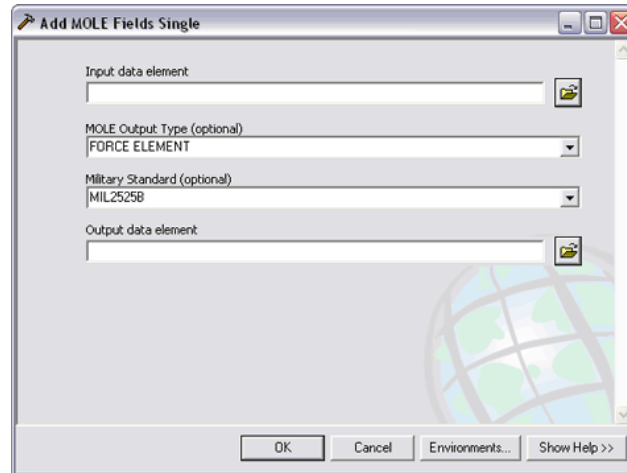 Add MOLE Fields Single
Input data element
MOLE Output Type (optional)
FORCE ELEMENT
Military Standard (optional)
MIL2525B
Output data element
OK Cancel Environments... Show Help >>